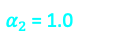 α₂ = 1.0